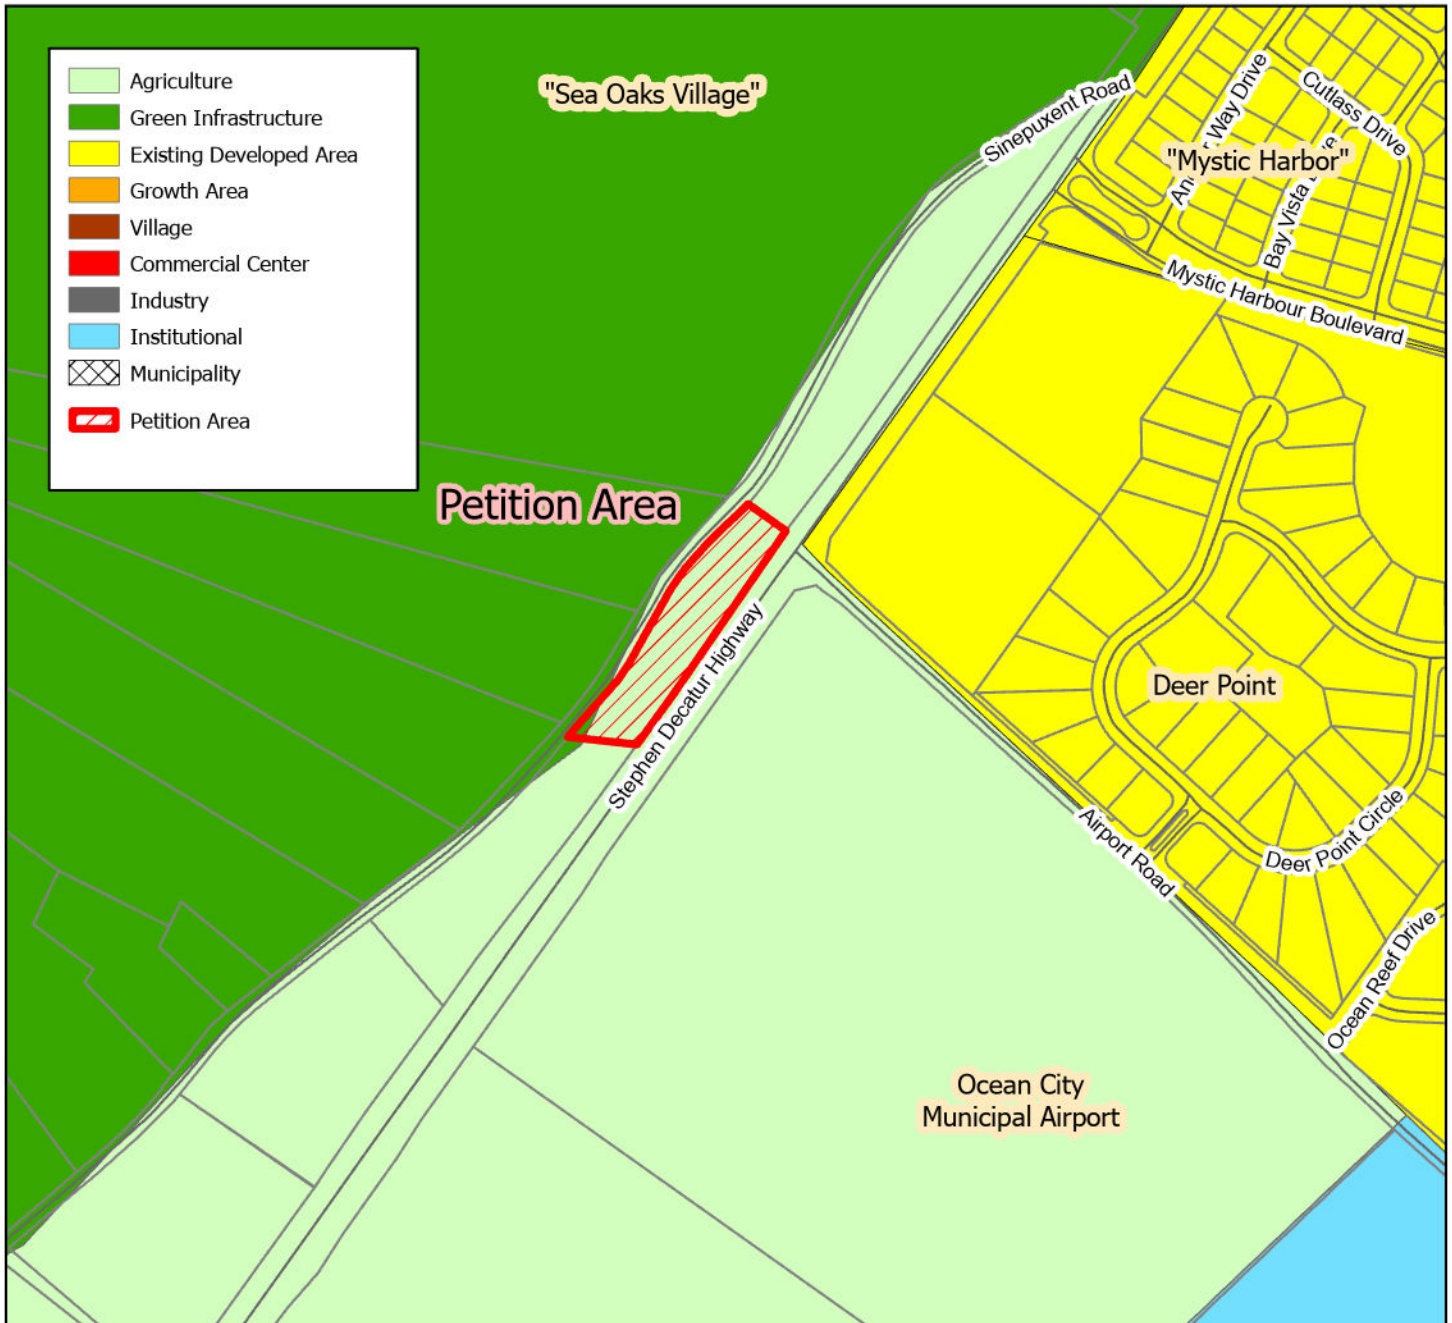 Agriculture
Green Infrastructure
Existing Developed Area
Growth Area
Village
Commercial Center
Industry
Institutional
Municipality
Petition Area
"Sea Oaks Village"
Sinepuxent Road
Cutlass Drive
Way Drive
"Mystic Harbor"
Bay Vista
Mystic Harbour Boulevard
Petition Area
Stephen Decatur Highway
Deer Point
Airport Road
Deer Point Circle
Ocean Reef Drive
Ocean City
Municipal Airport